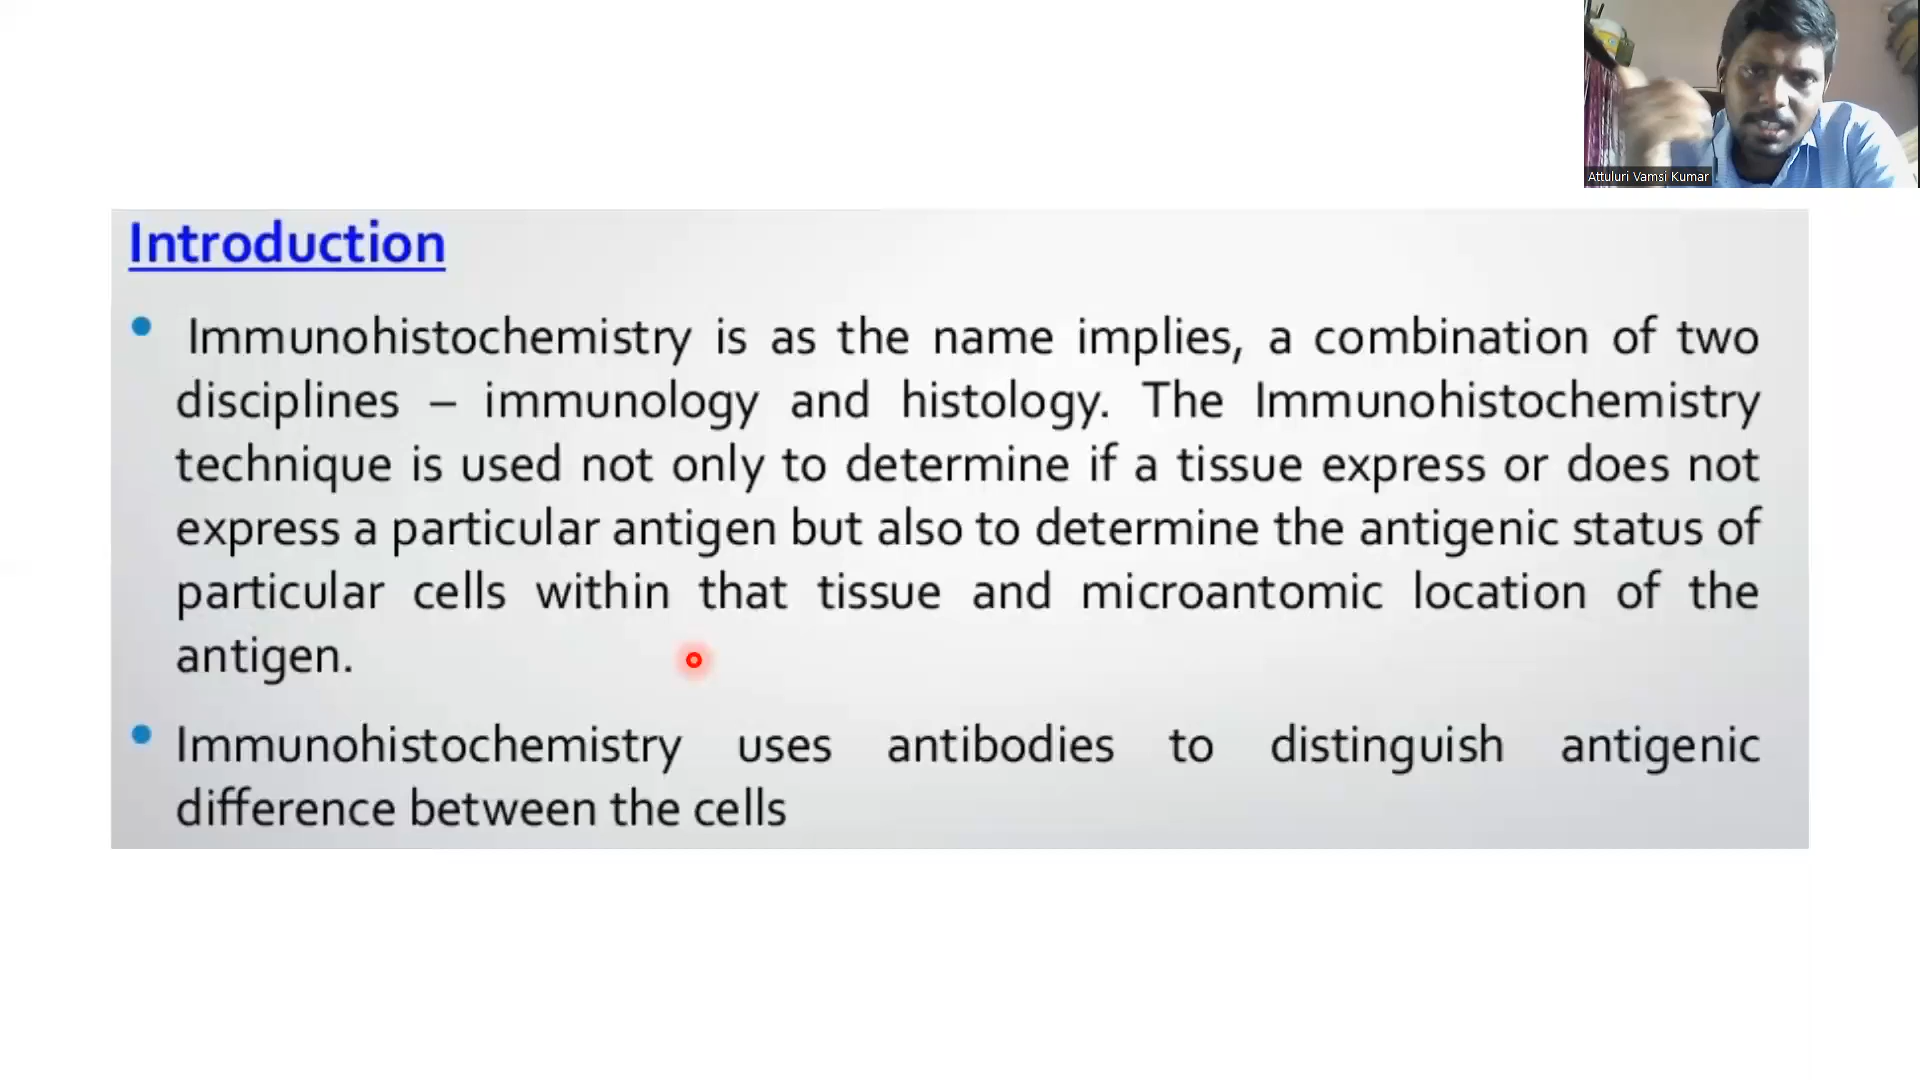 Attuluri Vamsi Kumar
Introduction
• Immunohistochemistry is as the name implies, a combination of two
disciplines – immunology and histology. The Immunohistochemistry
technique is used not only to determine if a tissue express or does not
express a particular antigen but also to determine the antigenic status of
particular cells within that tissue and microantomic location of the
antigen.
• Immunohistochemistry uses antibodies to distinguish antigenic
difference between the cells